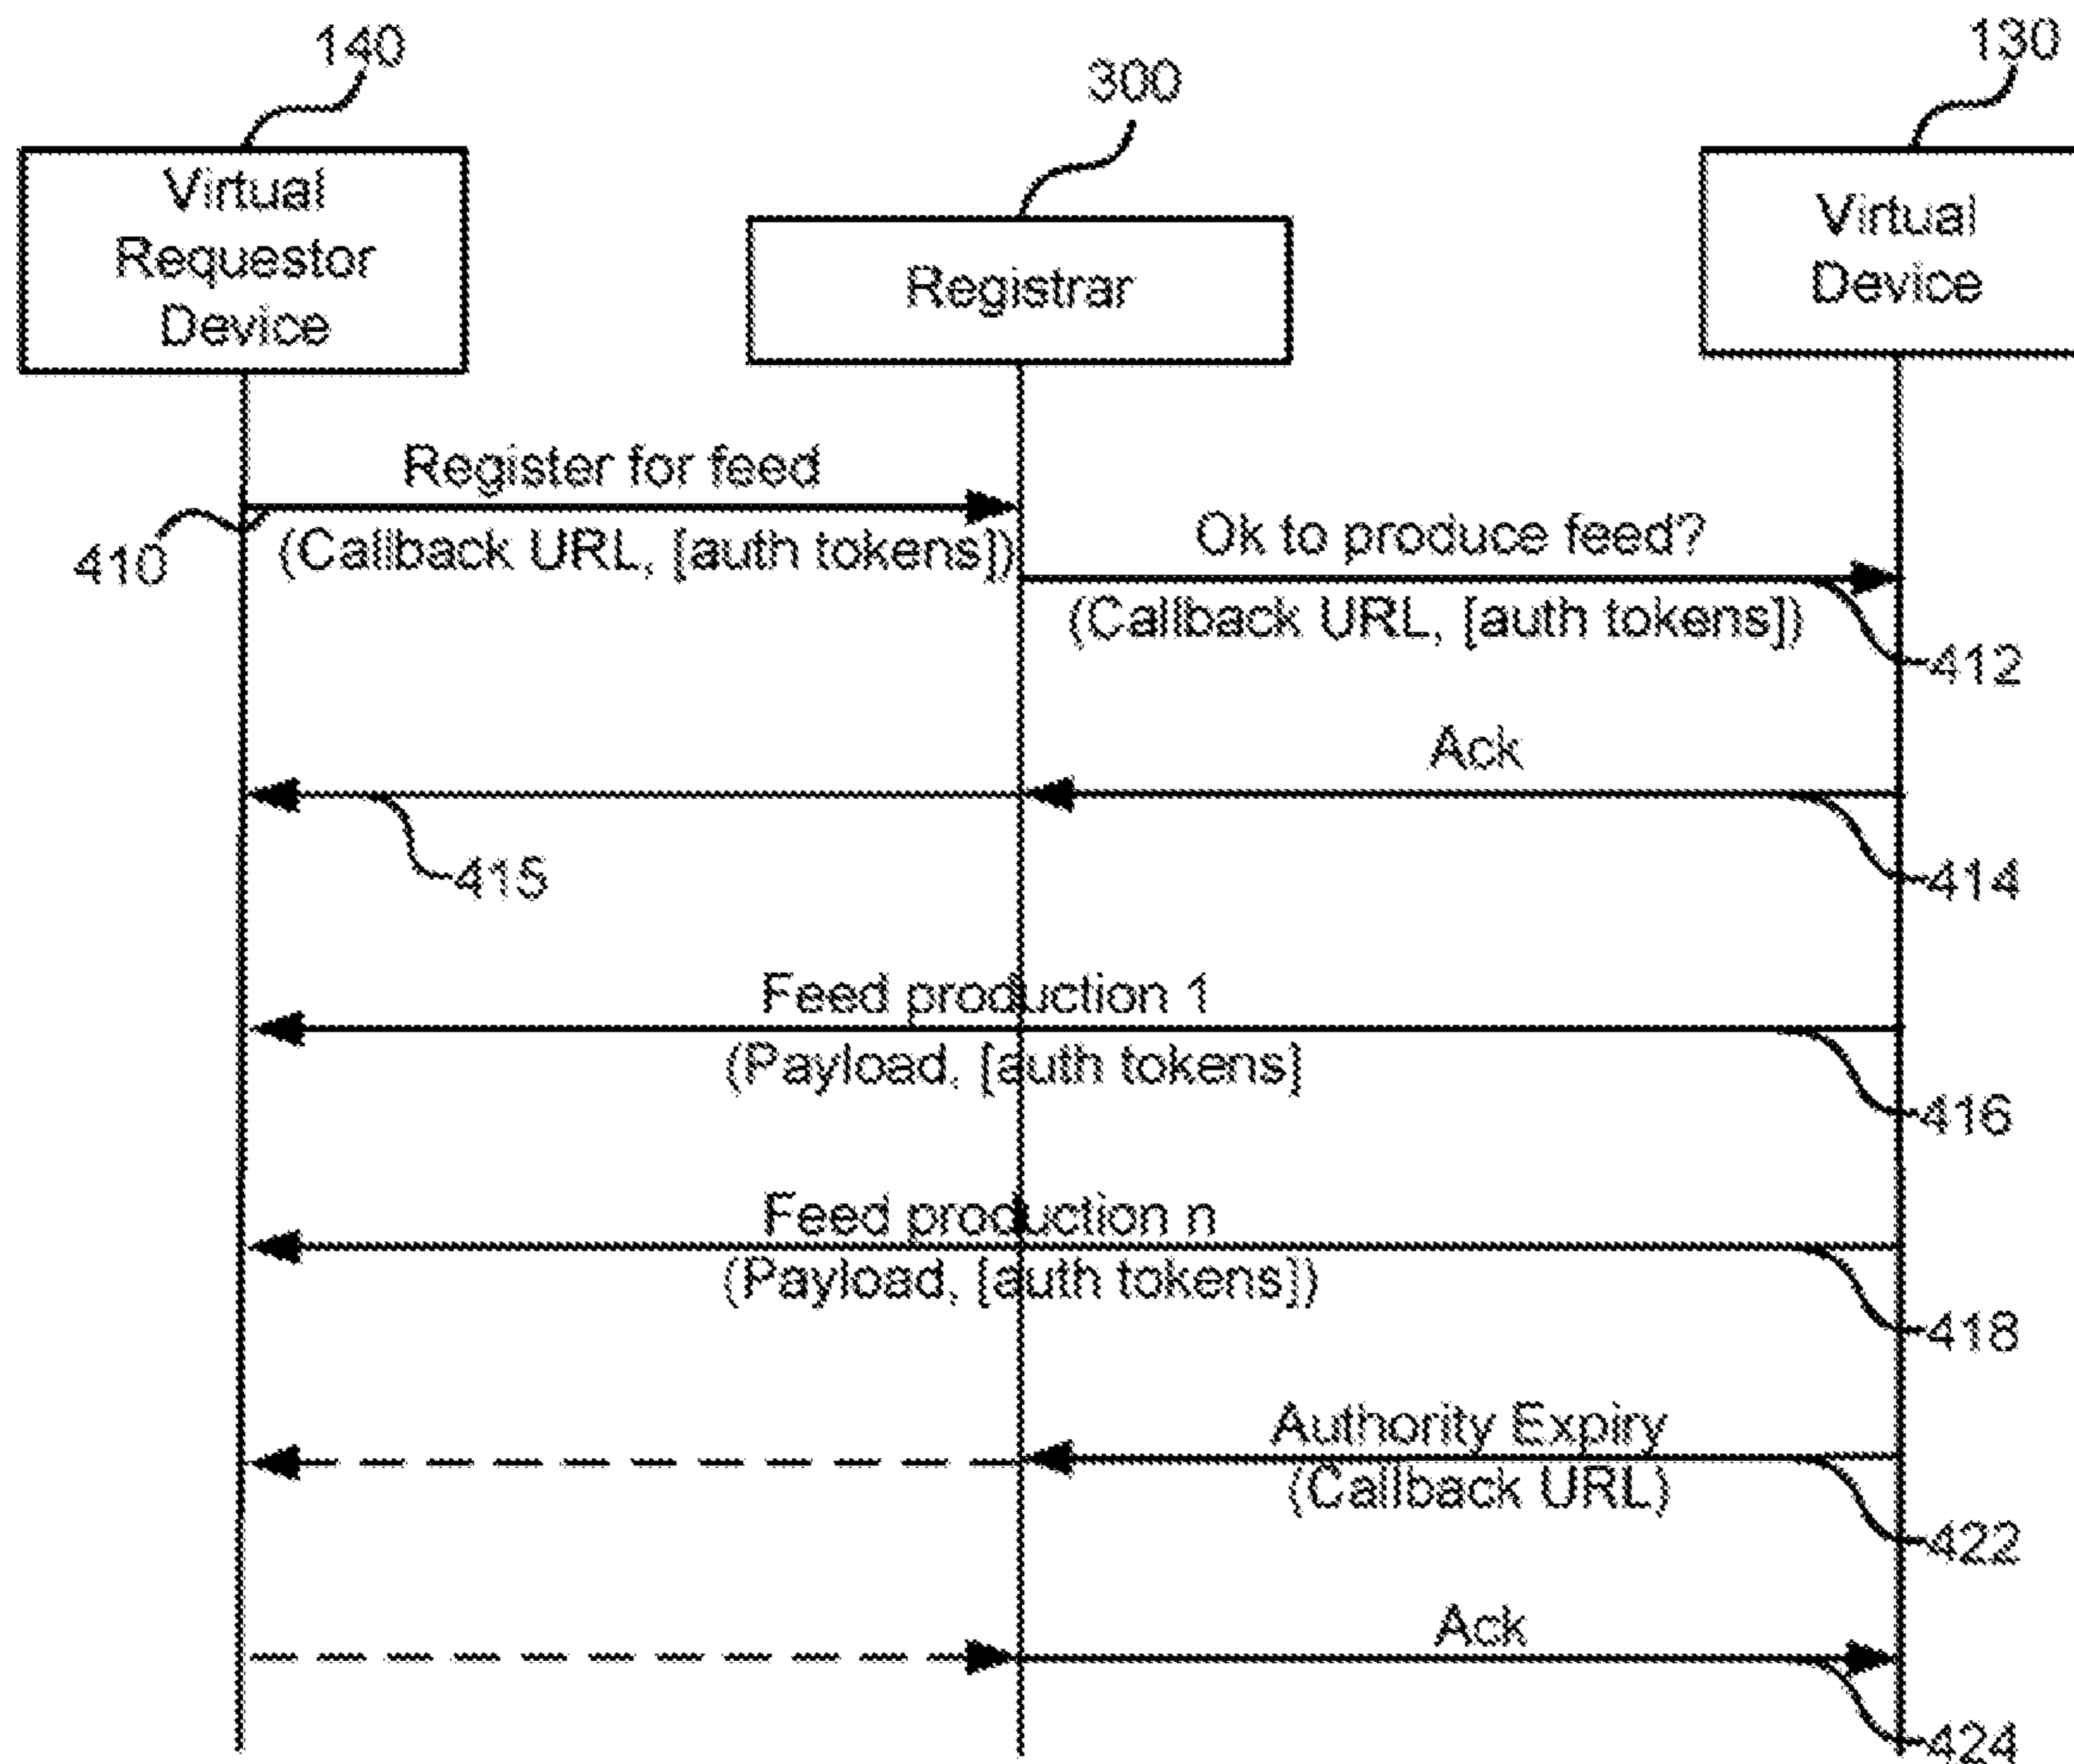 140
300
130
Virtual
Requestor
Device
Registrar
Virtual
Device
Register for feed
410
(Callback URL, [auth tokens])
Ok to produce feed?
(Callback URL, [auth tokens])
412
Ack
415
414
Feed production 1
(Payload, [auth tokens]
416
Feed production n
(Payload, [auth tokens])
418
Authority Expiry
(Callback URL)
422
Ack
424